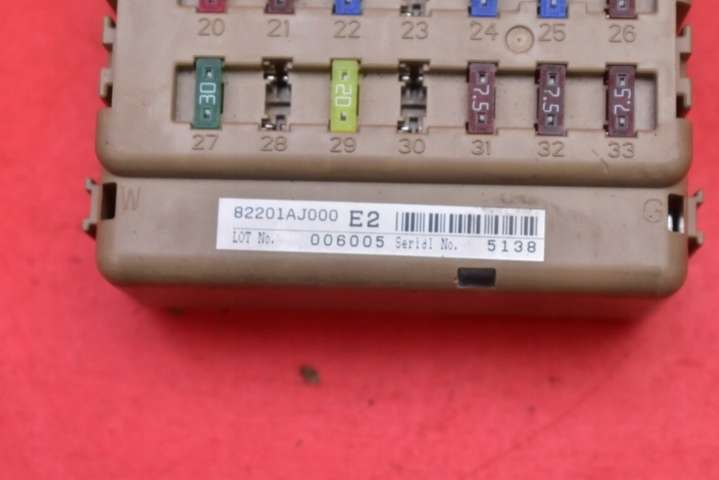 20 21 22 23 24 25 26
30 20 7.5 7.5 7.5
27 28 29 30 31 32 33
W G
82201AJ000 E2
LOT No. 006005 Serial No. 5138